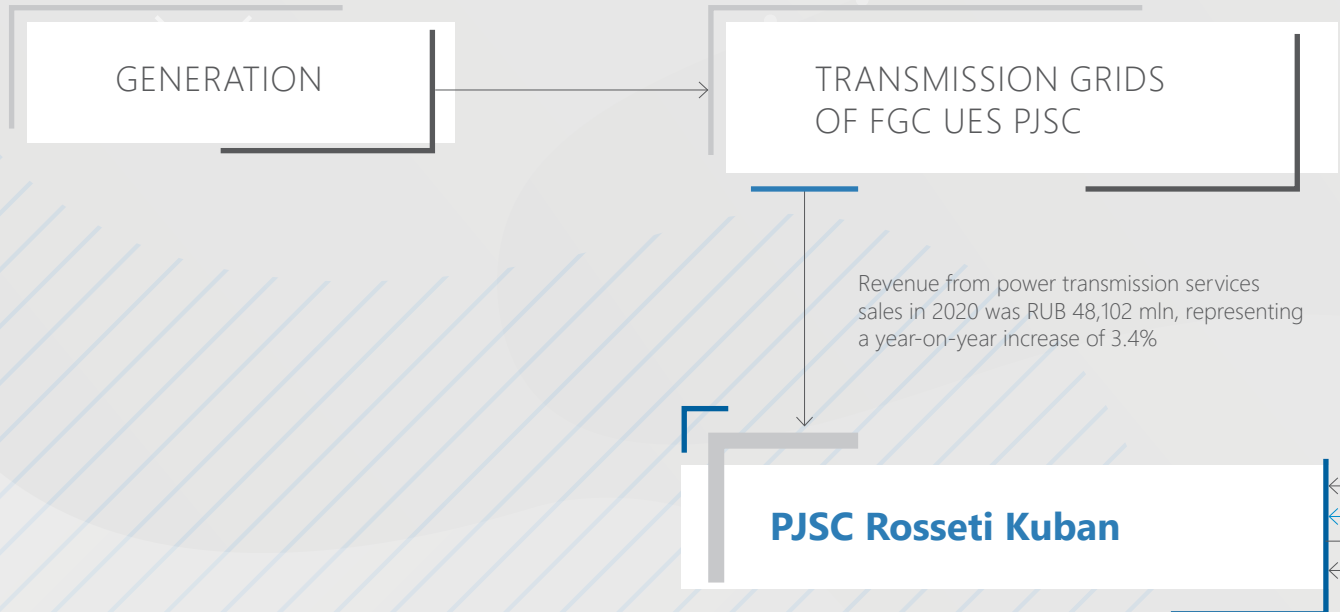 GENERATION
TRANSMISSION GRIDS
OF FGC UES PJSC
Revenue from power transmission services
sales in 2020 was RUB 48,102 mln, representing
a year-on-year increase of 3.4%
PJSC Rosseti Kuban